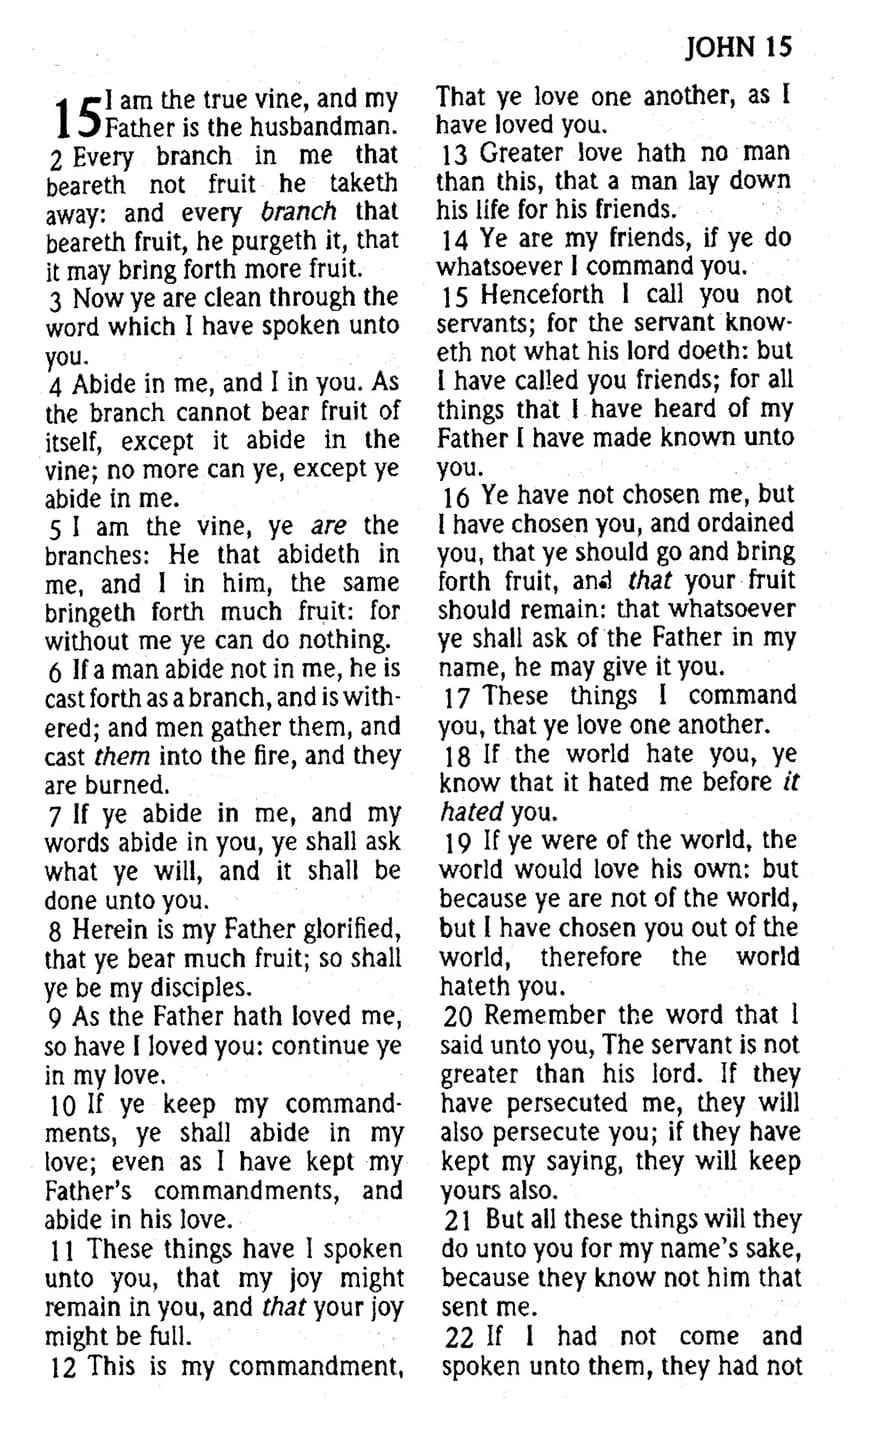 JOHN 15
15 I am the true vine, and my
Father is the husbandman.
2 Every branch in me that
beareth not fruit he taketh
away: and every branch that
beareth fruit, he purgeth it, that
it may bring forth more fruit.
3 Now ye are clean through the
word which I have spoken unto
you.
4 Abide in me, and I in you. As
the branch cannot bear fruit of
itself, except it abide in the
vine; no more can ye, except ye
abide in me.
5 I am the vine, ye are the
branches: He that abideth in
me, and I in him, the same
bringeth forth much fruit: for
without me ye can do nothing.
6 If a man abide not in me, he is
cast forth as a branch, and is with-
ered; and men gather them, and
cast them into the fire, and they
are burned.
7 If ye abide in me, and my
words abide in you, ye shall ask
what ye will, and it shall be
done unto you.
8 Herein is my Father glorified,
that ye bear much fruit; so shall
ye be my disciples.
9 As the Father hath loved me,
so have I loved you: continue ye
in my love.
10 If ye keep my command-
ments, ye shall abide in my
love; even as I have kept my
Father's commandments, and
abide in his love.
11 These things have I spoken
unto you, that my joy might
remain in you, and that your joy
might be full.
12 This is my commandment,
That ye love one another, as I
have loved you.
13 Greater love hath no man
than this, that a man lay down
his life for his friends.
14 Ye are my friends, if ye do
whatsoever I command you.
15 Henceforth I call you not
servants; for the servant know-
eth not what his lord doeth: but
I have called you friends; for all
things that I have heard of my
Father I have made known unto
you.
16 Ye have not chosen me, but
I have chosen you, and ordained
you, that ye should go and bring
forth fruit, and that your fruit
should remain: that whatsoever
ye shall ask of the Father in my
name, he may give it you.
17 These things I command
you, that ye love one another.
18 If the world hate you, ye
know that it hated me before it
hated you.
19 If ye were of the world, the
world would love his own: but
because ye are not of the world,
but I have chosen you out of the
world, therefore the world
hateth you.
20 Remember the word that I
said unto you, The servant is not
greater than his lord. If they
have persecuted me, they will
also persecute you; if they have
kept my saying, they will keep
yours also.
21 But all these things will they
do unto you for my name's sake,
because they know not him that
sent me.
22 If I had not come and
spoken unto them, they had not